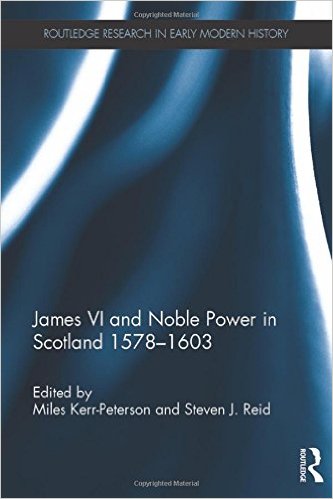 ROUTLEDGE RESEARCH IN EARLY MODERN HISTORY
James VI and Noble Power in
Scotland 1578–1603
Edited by
Miles Kerr-Peterson and Steven J. Reid
ROUTLEDGE